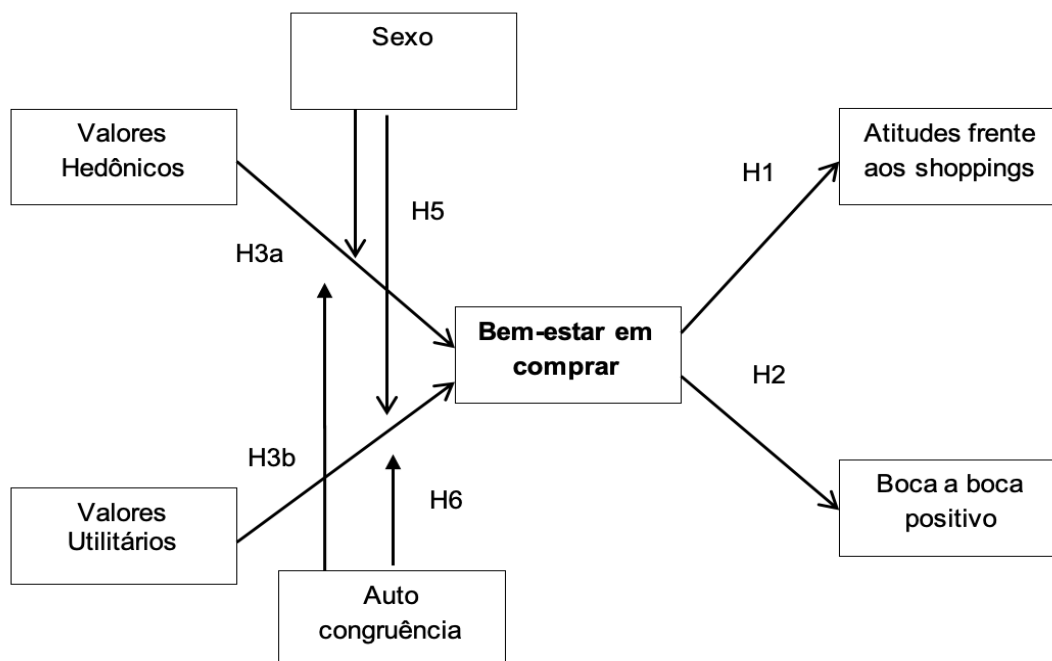 Sexo
Valores
Hedônicos
Atitudes frente
aos shoppings
H1
H5
H3a
Bem-estar em
comprar
H2
H3b
Valores
Utilitários
H6
Boca a boca
positivo
Auto
congruência